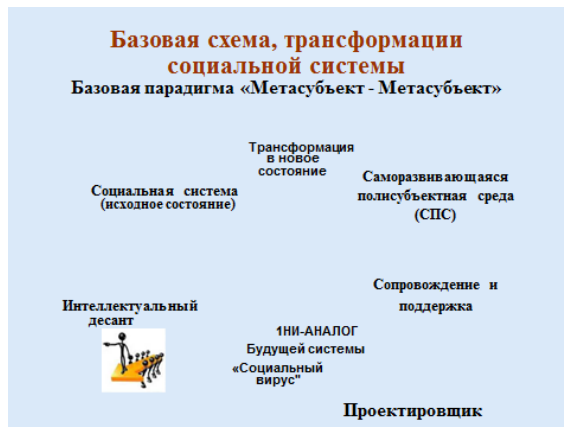 Базовая схема, трансформации
социальной системы
Базовая парадигма «Метасубъект - Метасубъект»
Трансформация
в новое
состояние
Социальная система
(исходное состояние)
Саморазвивающаяся
полисубъектная среда
(СПС)
Сопровождение и
поддержка
Интеллектуальный
десант
1НИ-АНАЛОГ
Будущей системы
«Социальный
вирус"
Проектировщик